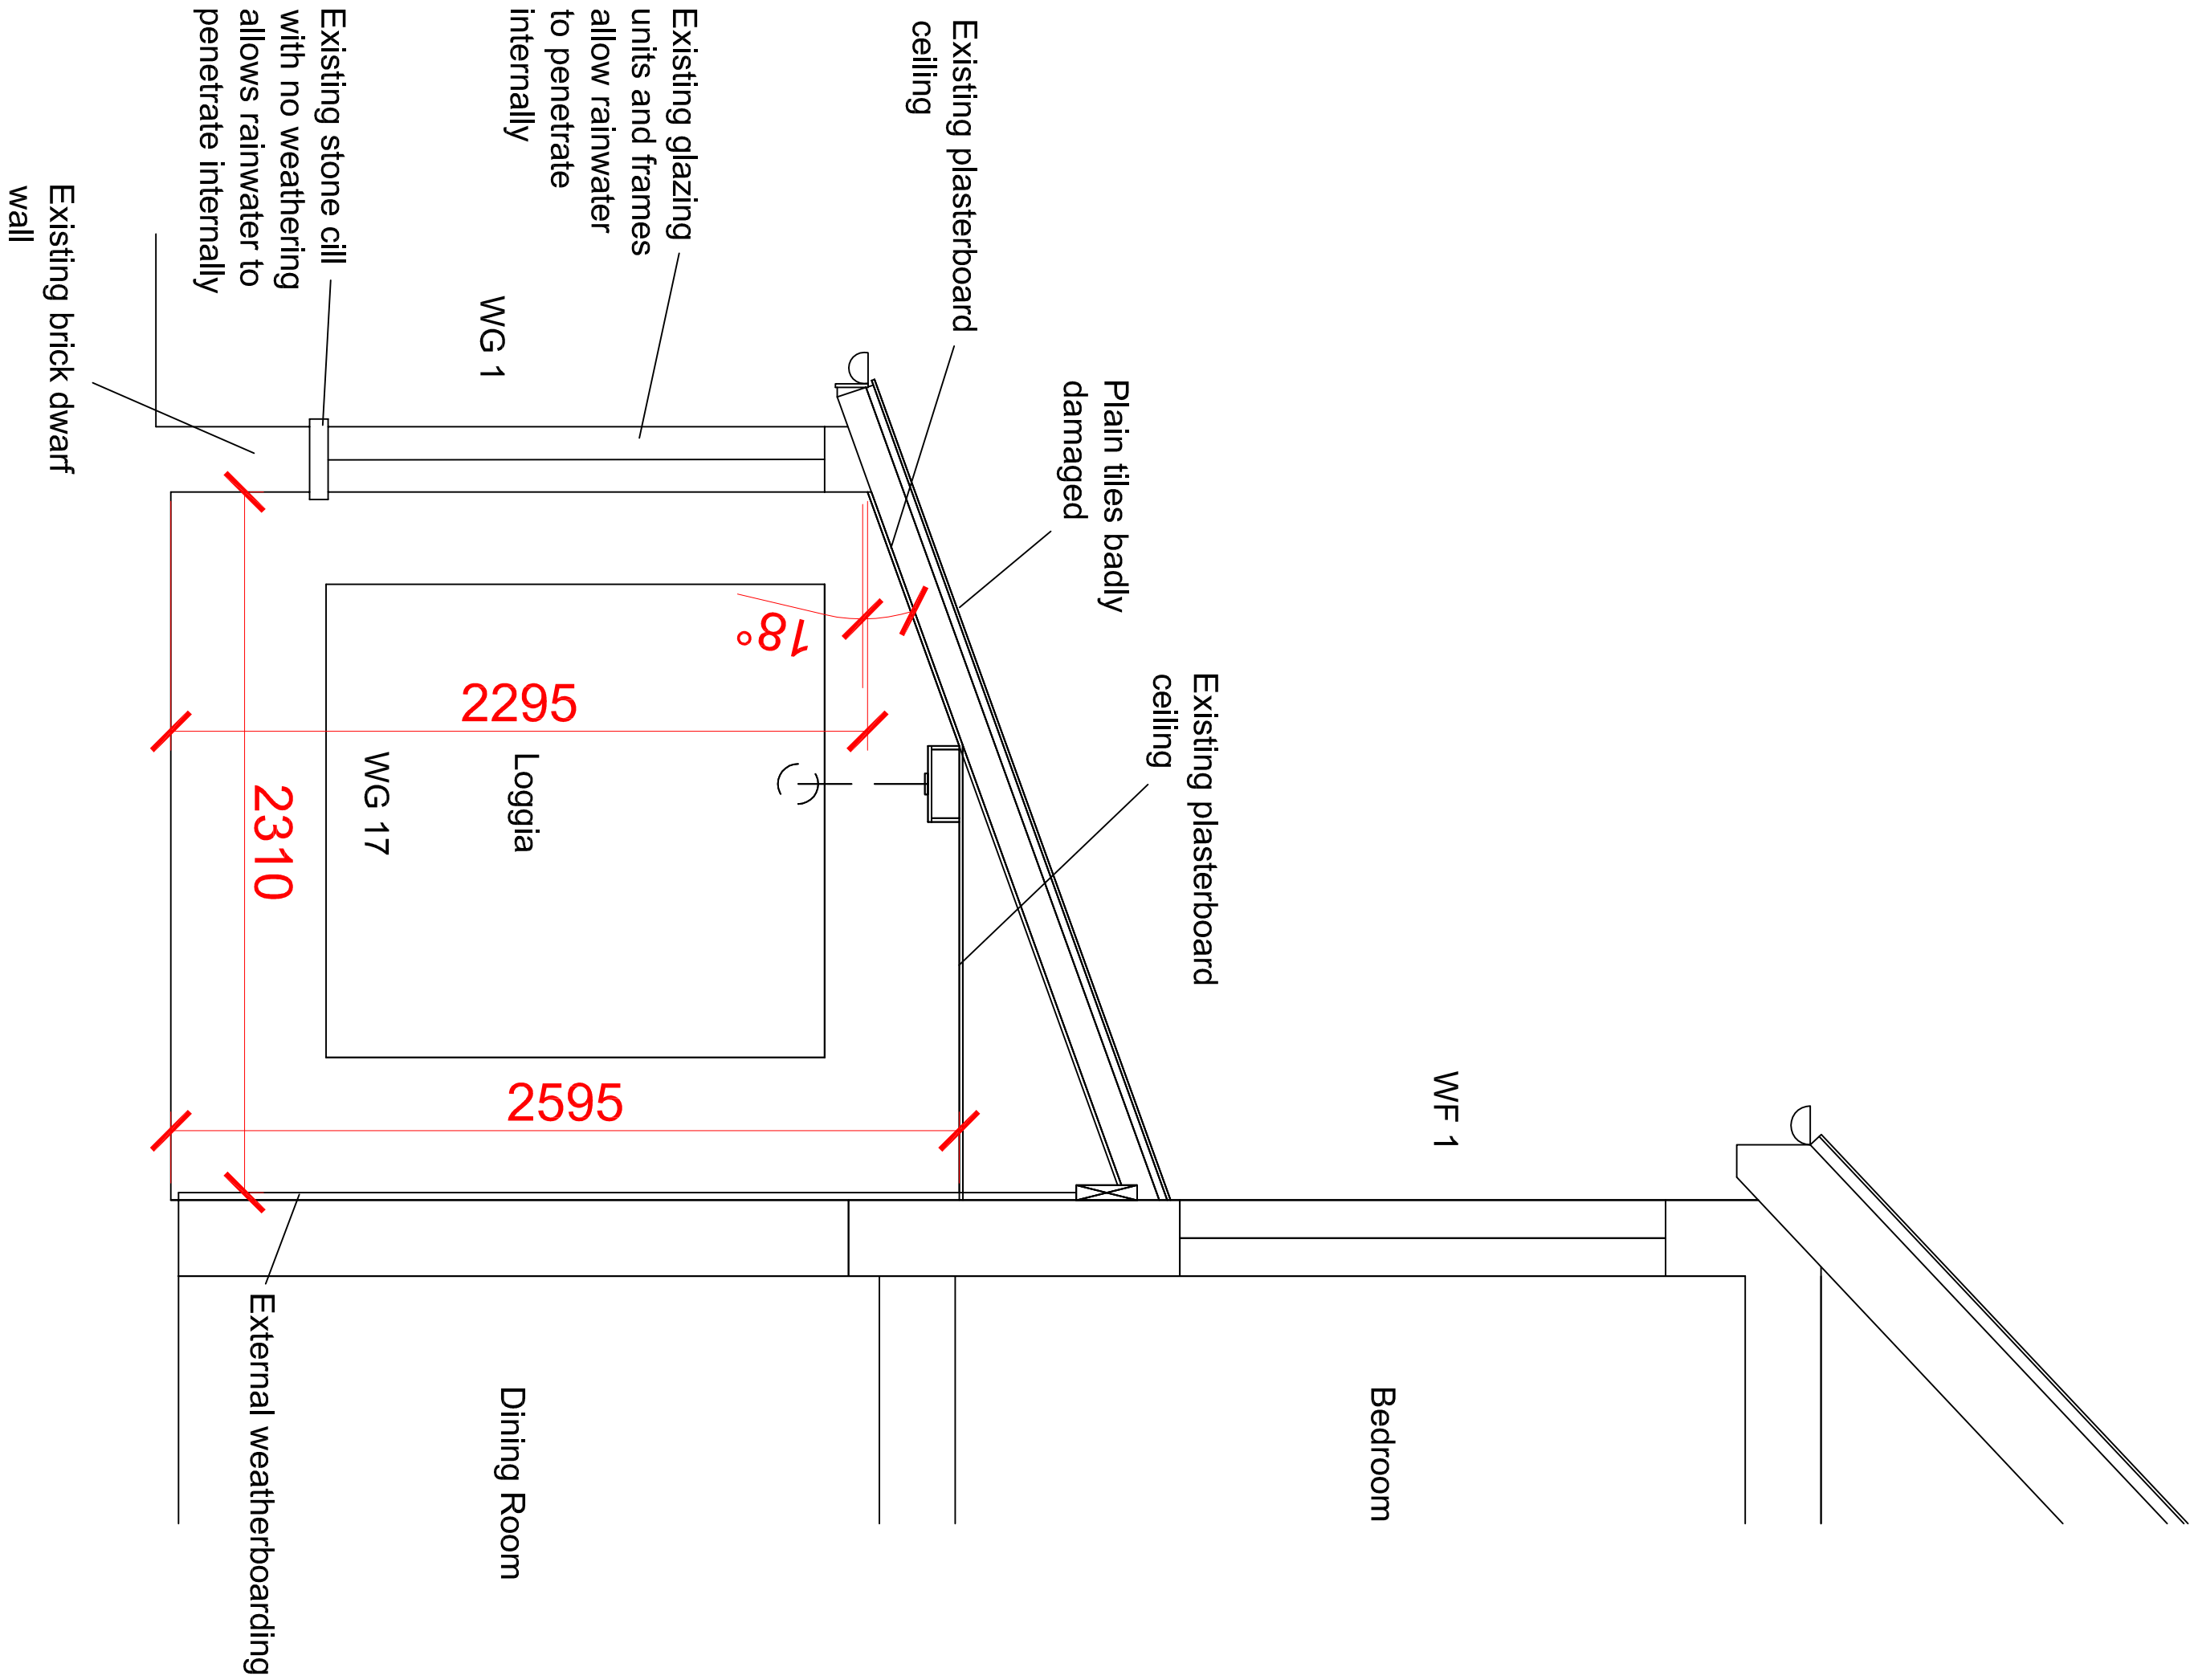 Existing plasterboard
ceiling
Existing glazing
units and frames
allow rainwater
to penetrate
internally
Existing stone cill
with no weathering
allows rainwater to
penetrate internally
Existing brick dwarf
wall
WG 1
Plain tiles badly
damaged
Existing plasterboard
ceiling
18°
2295
Loggia
WG 17
2310
2595
WF 1
Bedroom
Dining Room
External weatherboarding